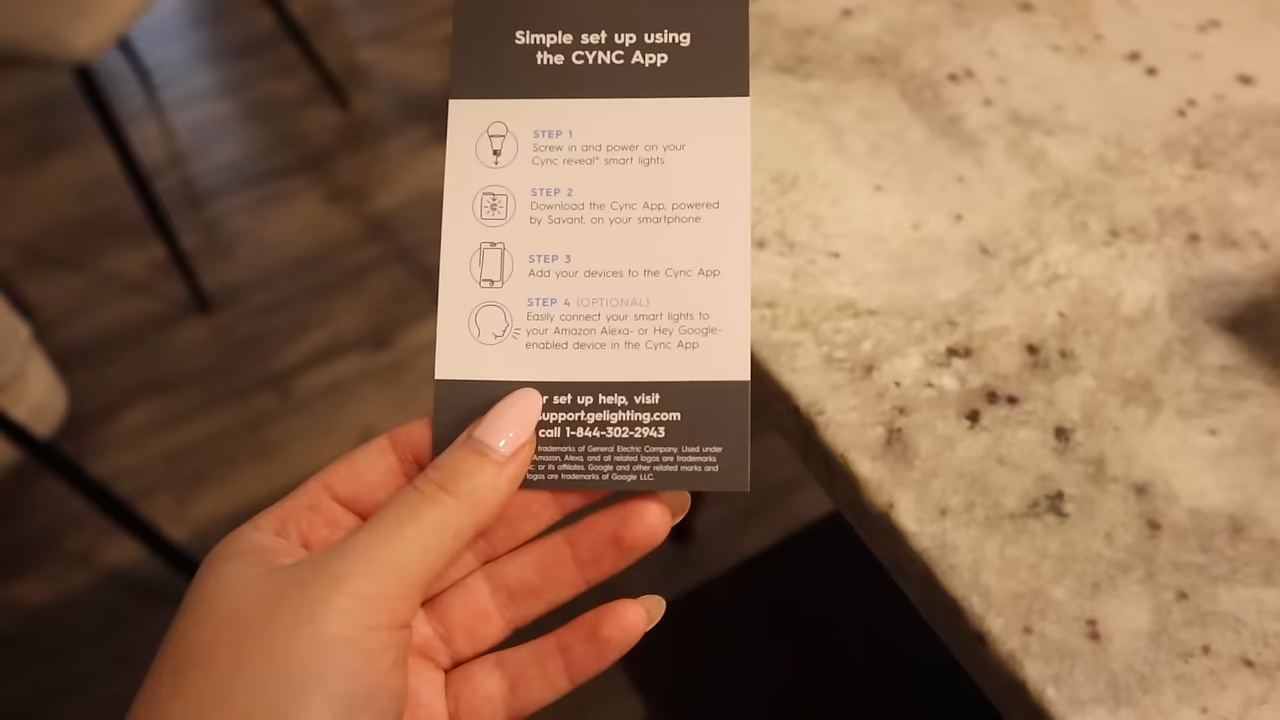 Simple set up using
the CYNC App
STEP 1
Screw in and power on your
Cync reveal® smart lights.
STEP 2
Download the Cync App, powered
by Savant, on your smartphone.
STEP 3
Add your devices to the Cync App.
STEP 4 (OPTIONAL)
Easily connect your smart lights to
your Amazon Alexa- or Hey Google-
enabled device in the Cync App.
set up help, visit
support.gelighting.com
call 1-844-302-2943
trademarks of General Electric Company. Used under
Amazon, Alexa, and all related logos are trademarks
or its affiliates. Google and other related marks and
logos are trademarks of Google LLC.